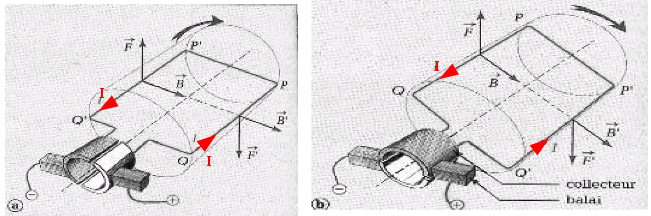 F⃗
P'
I
B⃗
P
Q'
B⃗'
I
Q
I
F⃗'
⊖
⊕
a
P
F⃗
I
B⃗
P'
Q
B⃗'
I
F⃗'
Q'
⊖
⊕
collecteur
balai
b